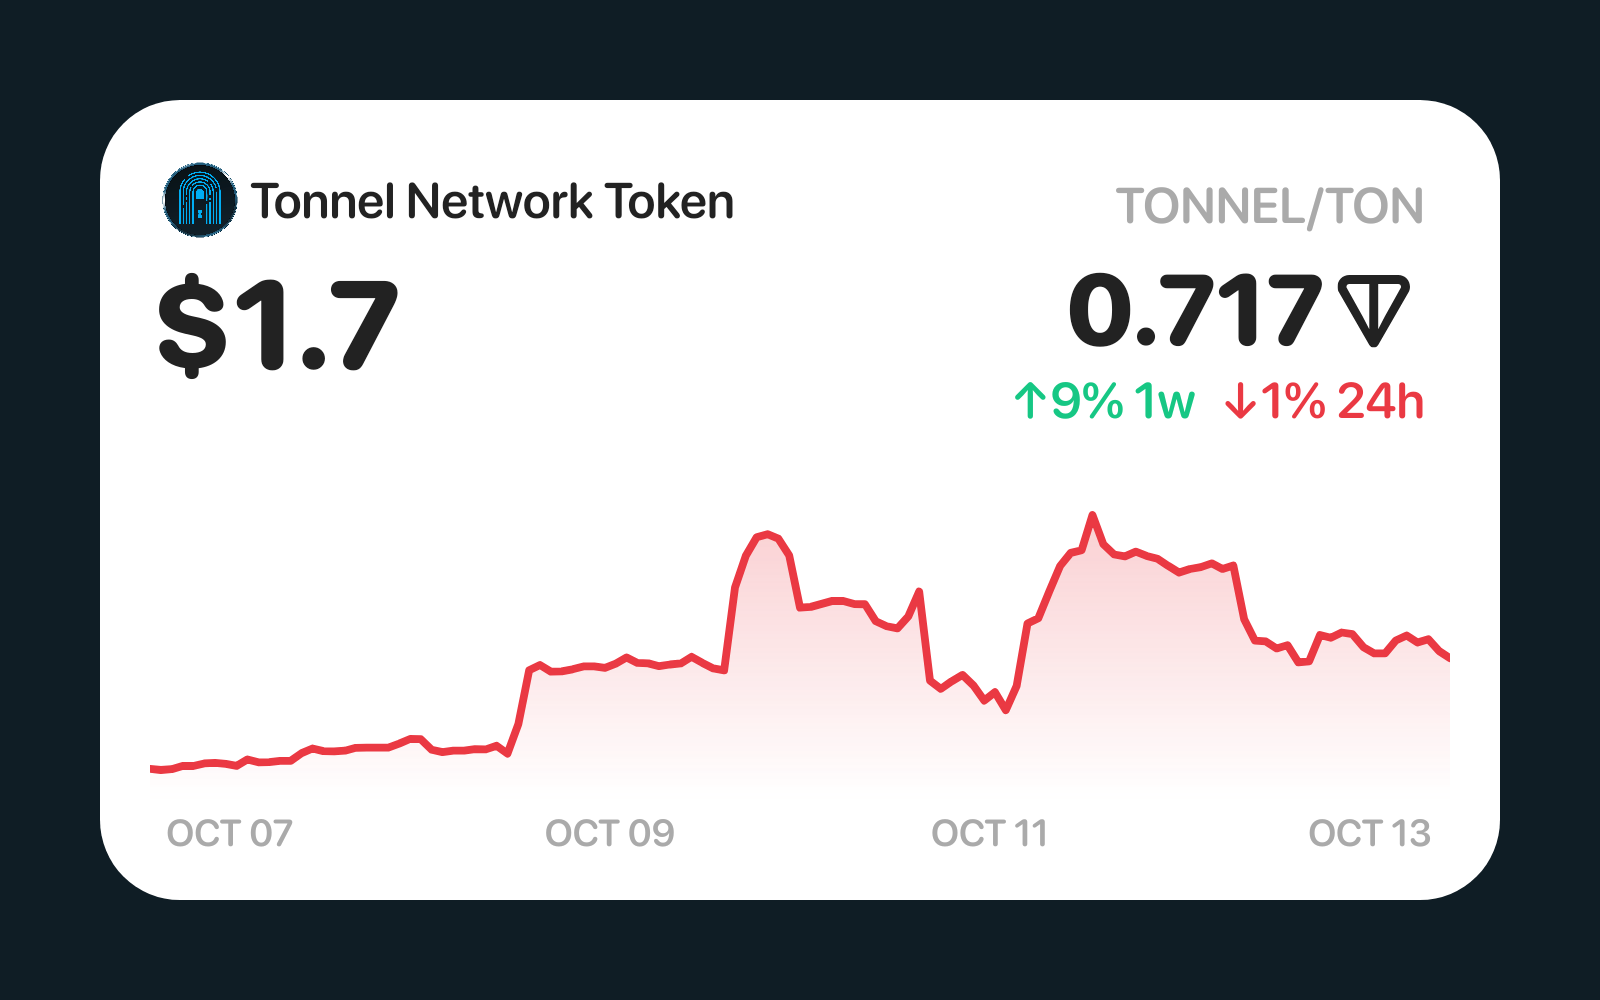 Tonnel Network Token
TONNEL/TON
$1.7
0.717
↑9% 1w ↓1% 24h
OCT 07 OCT 09 OCT 11 OCT 13